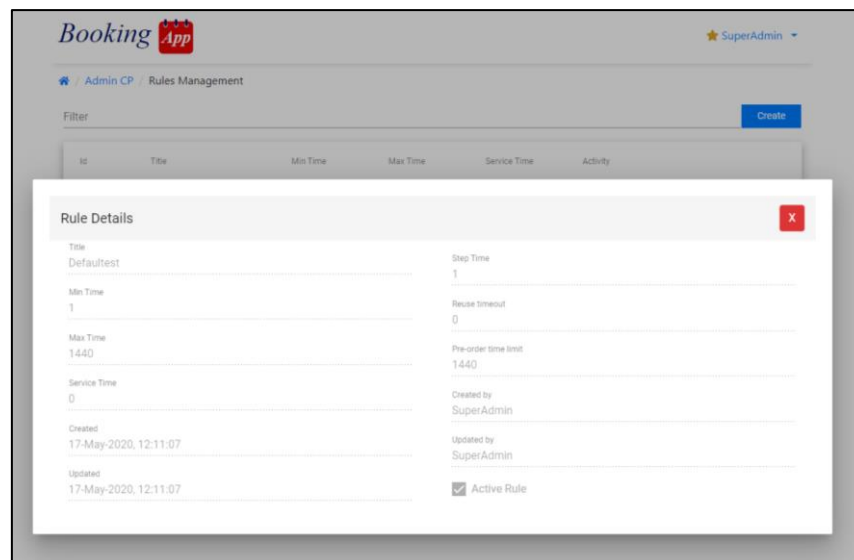 Booking App
SuperAdmin
/ Admin CP / Rules Management
Filter
Create
Id Title Min Time Max Time Service Time Activity
Rule Details
X
Title
Defaultest
Min Time
1
Max Time
1440
Service Time
0
Created
17-May-2020, 12:11:07
Updated
17-May-2020, 12:11:07
Step Time
1
Reuse timeout
0
Pre-order time limit
1440
Created by
SuperAdmin
Updated by
SuperAdmin
Active Rule